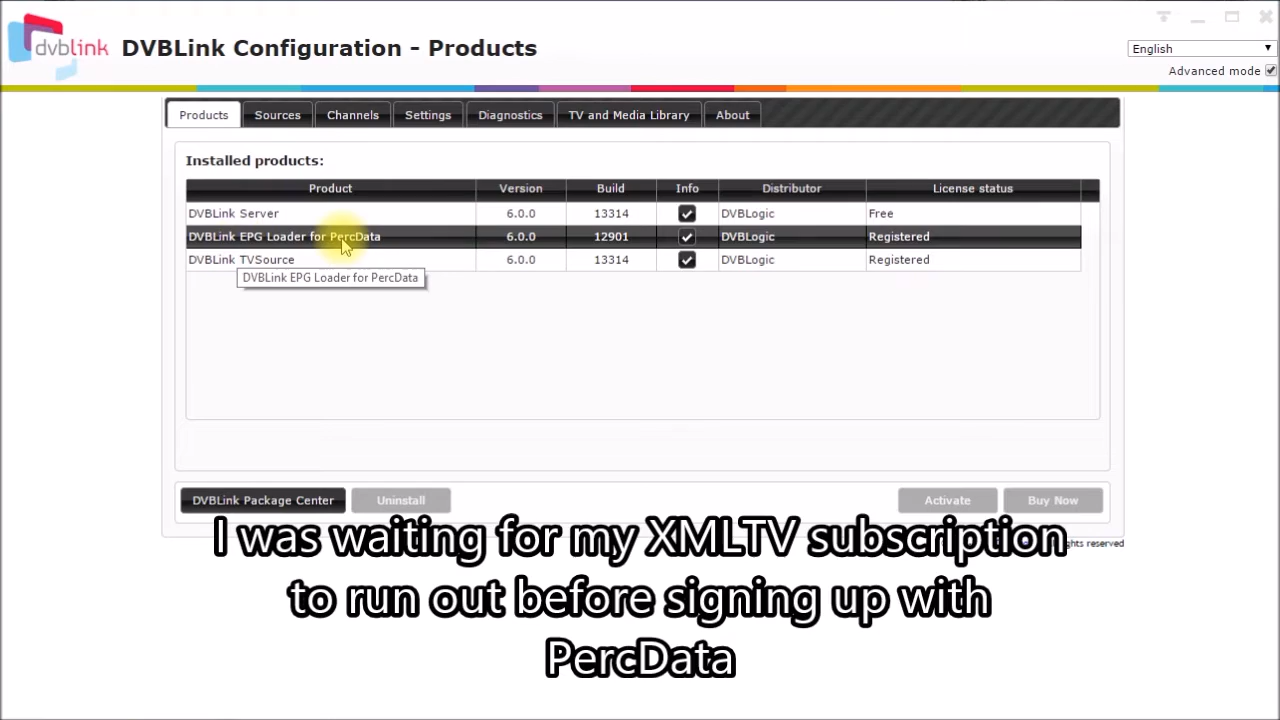 dvblink
DVBLink Configuration - Products
English
Advanced mode
Products Sources Channels Settings Diagnostics TV and Media Library About
Installed products:
Product Version Build Info Distributor License status
DVBLink Server 6.0.0 13314 DVBLogic Free
DVBLink EPG Loader for PercData 6.0.0 12901 DVBLogic Registered
DVBLink TVSource 6.0.0 13314 DVBLogic Registered
DVBLink EPG Loader for PercData
DVBLink Package Center Uninstall Activate Buy Now
I was waiting for my XMLTV subscription
to run out before signing up with
PercData
reserved